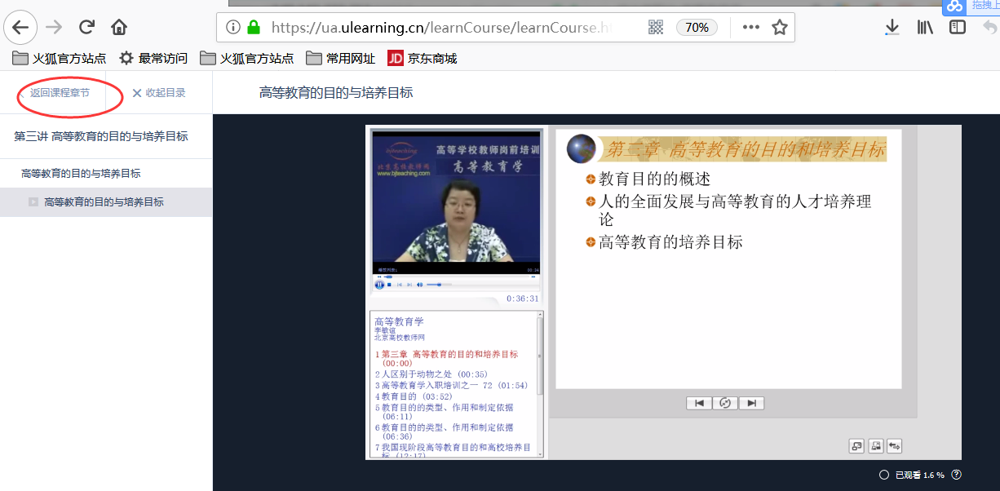 拖拽上
https://ua.ulearning.cn/learnCourse/learnCourse.h
70%
火狐官方站点
最常访问
火狐官方站点
常用网址
JD 京东商城
返回课程章节
收起目录
高等教育的目的与培养目标
第三讲 高等教育的目的与培养目标
高等教育的目的与培养目标
高等教育的目的与培养目标
bjteaching
高等学校教师岗前培训
北京高校教师网
高等教育学
www.bjteaching.com
00:34
0:36:31
高等教育学
李敏谊
北京高校教师网
1 第三章 高等教育的目的和培养目标
(00:00)
2 人区别于动物之处 (00:35)
3 高等教育学入职培训之一 72 (01:54)
4 教育目的 (03:52)
5 教育目的的类型、作用和制定依据
(06:11)
6 教育目的的类型、作用和制定依据
(06:36)
7 我国现阶段高等教育目的和高校培养目
标 (12:17)
第三章 高等教育的目的和培养目标
教育目的的概述
人的全面发展与高等教育的人才培养理
论
高等教育的培养目标
已观看 1.6 %